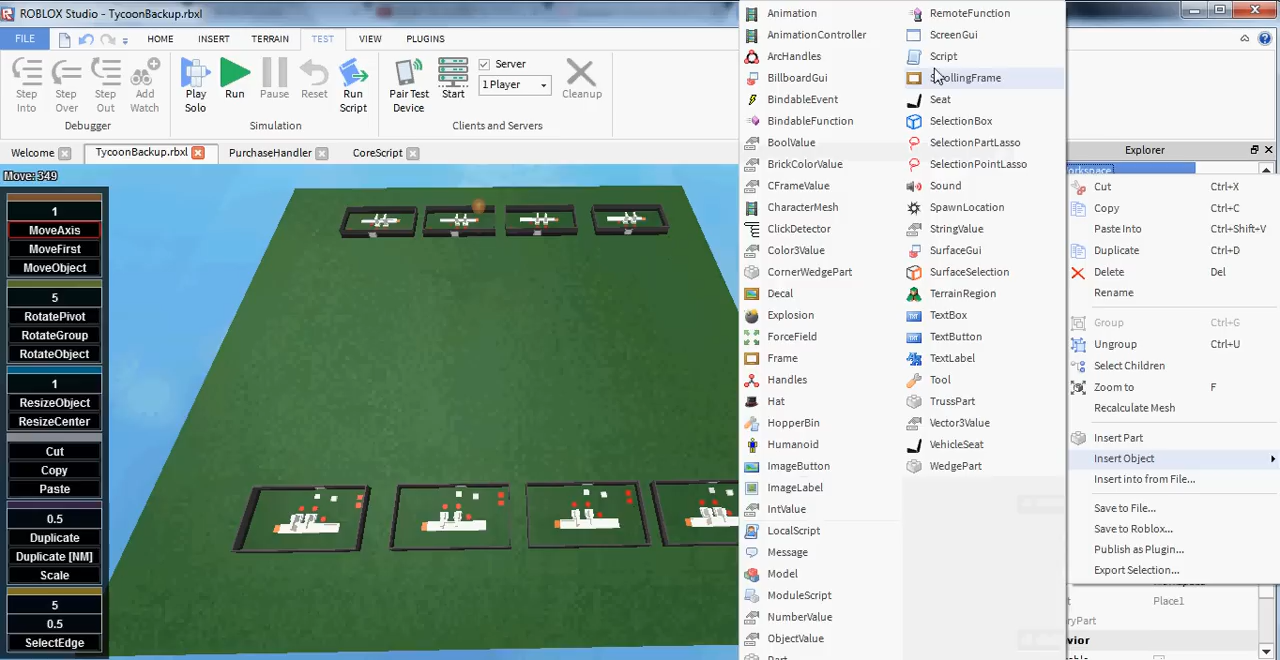 ROBLOX Studio - TycoonBackup.rbxl
FILE HOME INSERT TERRAIN TEST VIEW PLUGINS
Step Into
Step Over
Step Out
Add Watch
Debugger
Play Solo
Run
Pause
Reset
Run Script
Simulation
Pair Test Device
Start
Server
1 Player
Cleanup
Clients and Servers
Welcome TycoonBackup.rbxl PurchaseHandler CoreScript
Move: 349
1
MoveAxis
MoveFirst
MoveObject
5
RotatePivot
RotateGroup
RotateObject
1
ResizeObject
ResizeCenter
Cut
Copy
Paste
0.5
Duplicate
Duplicate [NM]
Scale
5
0.5
SelectEdge
Animation
AnimationController
ArcHandles
BillboardGui
BindableEvent
BindableFunction
BoolValue
BrickColorValue
CFrameValue
CharacterMesh
ClickDetector
Color3Value
CornerWedgePart
Decal
Explosion
ForceField
Frame
Handles
Hat
HopperBin
Humanoid
ImageButton
ImageLabel
IntValue
LocalScript
Message
Model
ModuleScript
NumberValue
ObjectValue
Part
RemoteFunction
ScreenGui
Script
ScrollingFrame
Seat
SelectionBox
SelectionPartLasso
SelectionPointLasso
Sound
SpawnLocation
StringValue
SurfaceGui
SurfaceSelection
TerrainRegion
TextBox
TextButton
TextLabel
Tool
TrussPart
Vector3Value
VehicleSeat
WedgePart
Explorer
orkspace
Cut Ctrl+X
Copy Ctrl+C
Paste Into Ctrl+Shift+V
Duplicate Ctrl+D
Delete Del
Rename
Group Ctrl+G
Ungroup Ctrl+U
Select Children
Zoom to F
Recalculate Mesh
Insert Part
Insert Object
Insert into from File...
Save to File...
Save to Roblox...
Publish as Plugin...
Export Selection...
Place1
ryPart
vior